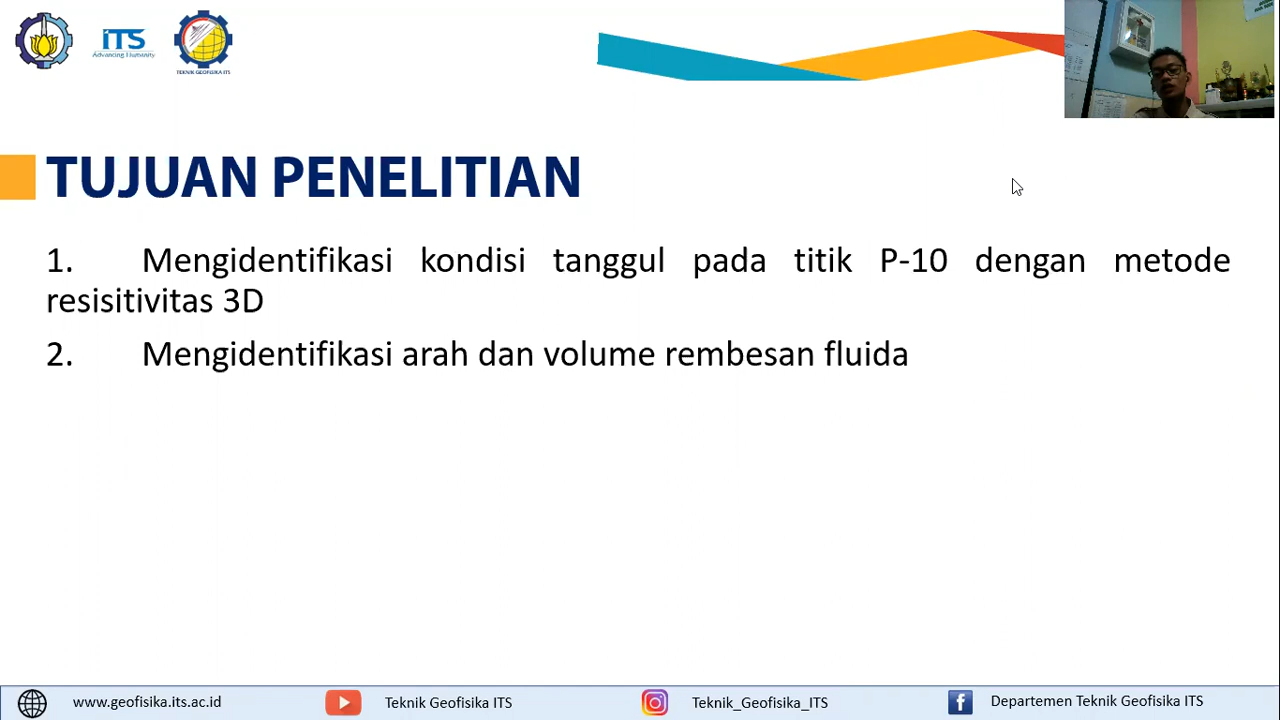 ITS
Advancing Humanity
TEKNIK GEOFISIKA ITS
TUJUAN PENELITIAN
1. Mengidentifikasi kondisi tanggul pada titik P-10 dengan metode
resisitivitas 3D
2. Mengidentifikasi arah dan volume rembesan fluida
www.geofisika.its.ac.id
Teknik Geofisika ITS
Teknik_Geofisika_ITS
Departemen Teknik Geofisika ITS